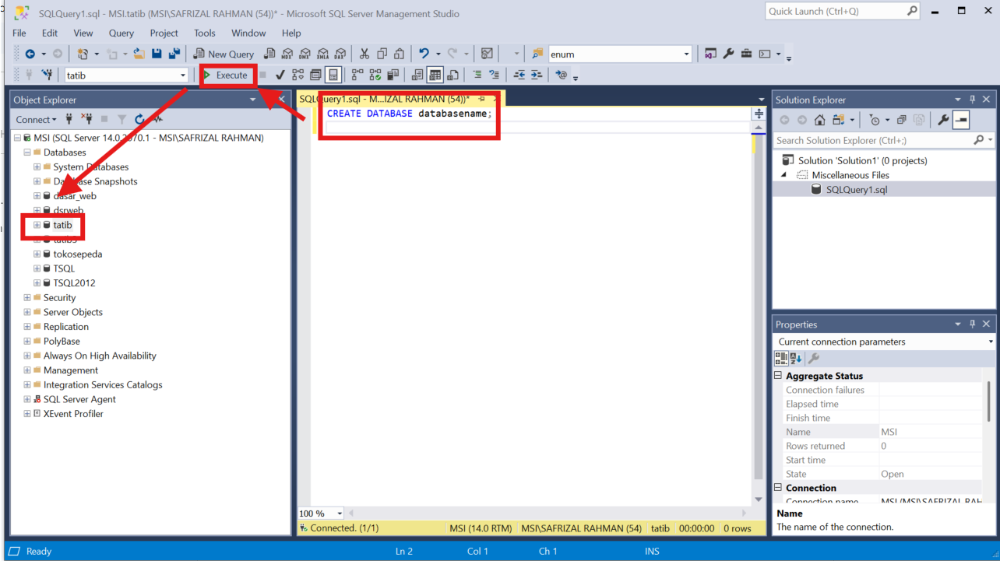 SQLQuery1.sql - MSI.tatib (MSI\SAFRIZAL RAHMAN (54))* - Microsoft SQL Server Management Studio
Quick Launch (Ctrl+Q)
File Edit View Query Project Tools Window Help
New Query MDX DMX XMLA DAX enum
tatib Execute
Object Explorer
Connect
MSI (SQL Server 14.0.2070.1 - MSI\SAFRIZAL RAHMAN)
Databases
System Databases
Database Snapshots
dasar_web
dsrweb
tatib
tokosepeda
TSQL
TSQL2012
Security
Server Objects
Replication
PolyBase
Always On High Availability
Management
Integration Services Catalogs
SQL Server Agent
XEvent Profiler
SQLQuery1.sql - M...IZAL RAHMAN (54))*
CREATE DATABASE databasename;
100 %
Connected. (1/1) MSI (14.0 RTM) MSI\SAFRIZAL RAHMAN (54) tatib 00:00:00 0 rows
Solution Explorer
Search Solution Explorer (Ctrl+;)
Solution 'Solution1' (0 projects)
Miscellaneous Files
SQLQuery1.sql
Properties
Current connection parameters
Aggregate Status
Connection failures
Elapsed time
Finish time
Name MSI
Rows returned 0
Start time
State Open
Connection
Connection name MSI (MSI\SAFRIZAL RAH
Name
The name of the connection.
Ready Ln 2 Col 1 Ch 1 INS